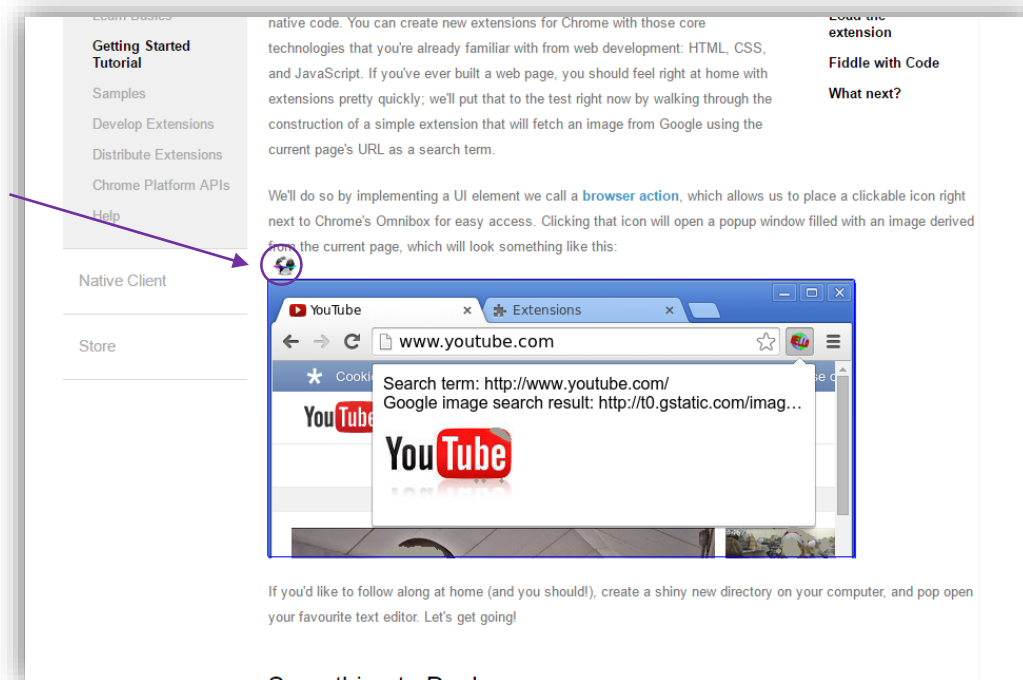 Learn Basics
Getting Started
Tutorial
Samples
Develop Extensions
Distribute Extensions
Chrome Platform APIs
Help
Native Client
Store
native code. You can create new extensions for Chrome with those core
technologies that you're already familiar with from web development: HTML, CSS,
and JavaScript. If you've ever built a web page, you should feel right at home with
extensions pretty quickly; we'll put that to the test right now by walking through the
construction of a simple extension that will fetch an image from Google using the
current page's URL as a search term.
We'll do so by implementing a UI element we call a browser action, which allows us to place a clickable icon right
next to Chrome's Omnibox for easy access. Clicking that icon will open a popup window filled with an image derived
from the current page, which will look something like this:
YouTube
Extensions
www.youtube.com
Search term: http://www.youtube.com/
Google image search result: http://t0.gstatic.com/imag…
YouTube
Cooki
YouTube
If you'd like to follow along at home (and you should!), create a shiny new directory on your computer, and pop open
your favourite text editor. Let's get going!
Load the
extension
Fiddle with Code
What next?